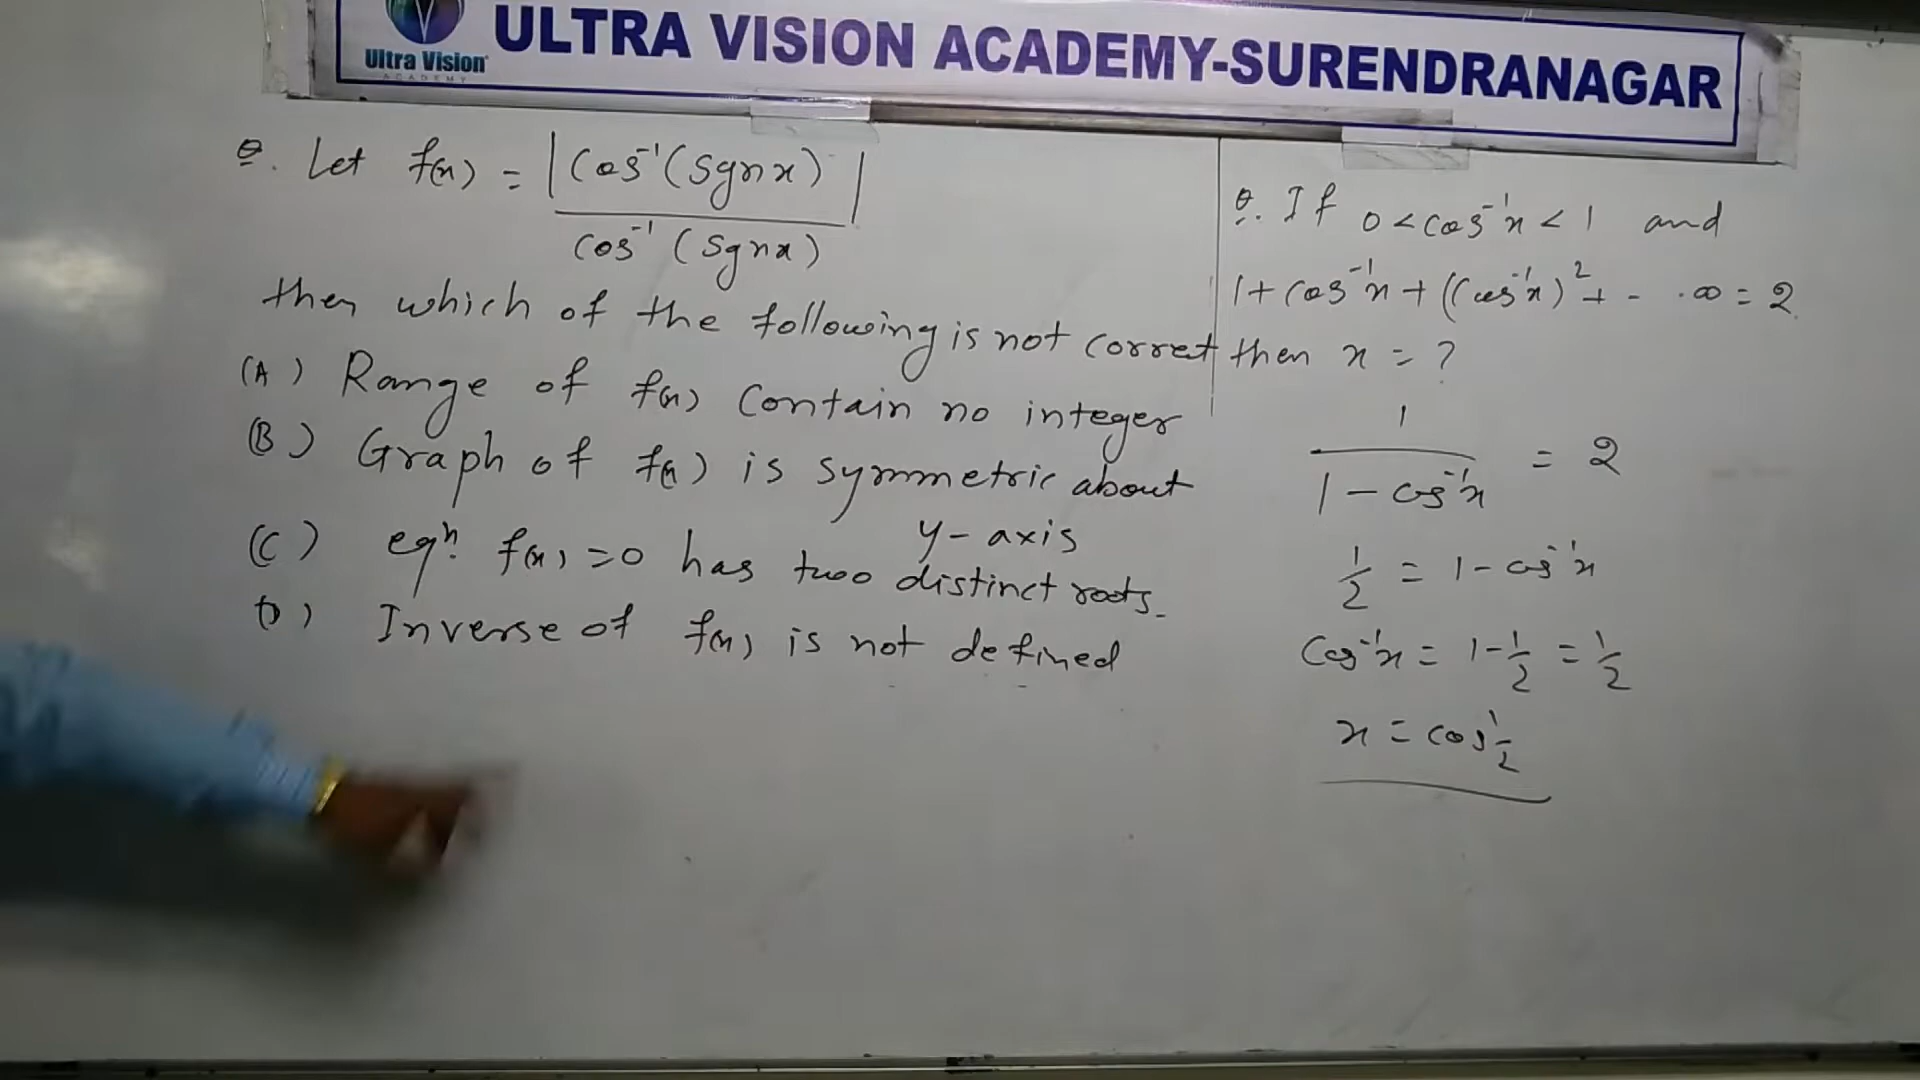 Ultra Vision
ACADEMY
ULTRA VISION ACADEMY-SURENDRANAGAR
Q. Let f(x) = |cos⁻¹(sgn x) / cos⁻¹(sgn x)|
then which of the following is not corret
(A) Range of f(x) contain no integer
(B) Graph of f(x) is symmetric about
y-axis
(C) eqⁿ. f(x) = 0 has two distinct roots.
(D) Inverse of f(x) is not defined
Q. If 0 < cos⁻¹x < 1 and
1 + cos⁻¹x + (cos⁻¹x)² + - . . ∞ = 2
then x = ?
1 / (1 - cos⁻¹x) = 2
1/2 = 1 - cos⁻¹x
cos⁻¹x = 1 - 1/2 = 1/2
x = cos 1/2